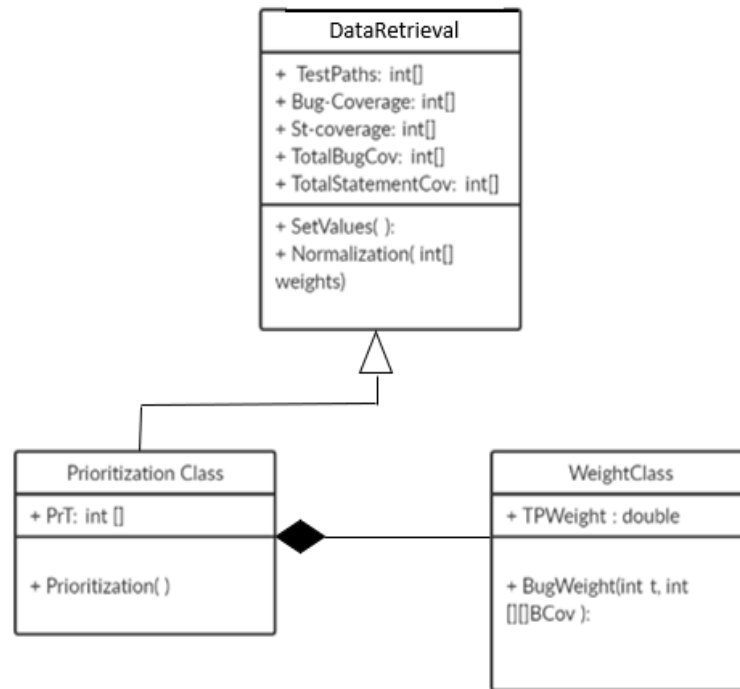 DataRetrieval
+ TestPaths: int[]
+ Bug-Coverage: int[]
+ St-coverage: int[]
+ TotalBugCov: int[]
+ TotalStatementCov: int[]
+ SetValues( ):
+ Normalization( int[]
weights)
Prioritization Class
+ PrT: int []
+ Prioritization( )
WeightClass
+ TPWeight : double
+ BugWeight(int t, int
[][]BCov ):